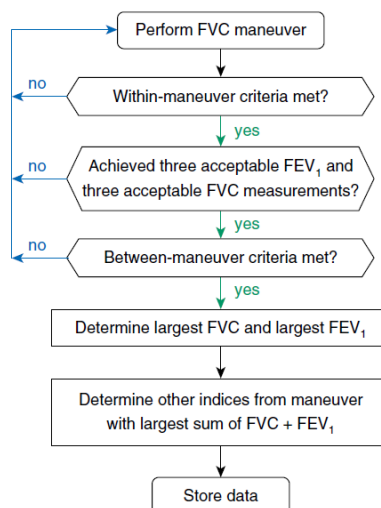 Perform FVC maneuver
no
Within-maneuver criteria met?
yes
no
Achieved three acceptable FEV₁ and
three acceptable FVC measurements?
yes
no
Between-maneuver criteria met?
yes
Determine largest FVC and largest FEV₁
Determine other indices from maneuver
with largest sum of FVC + FEV₁
Store data